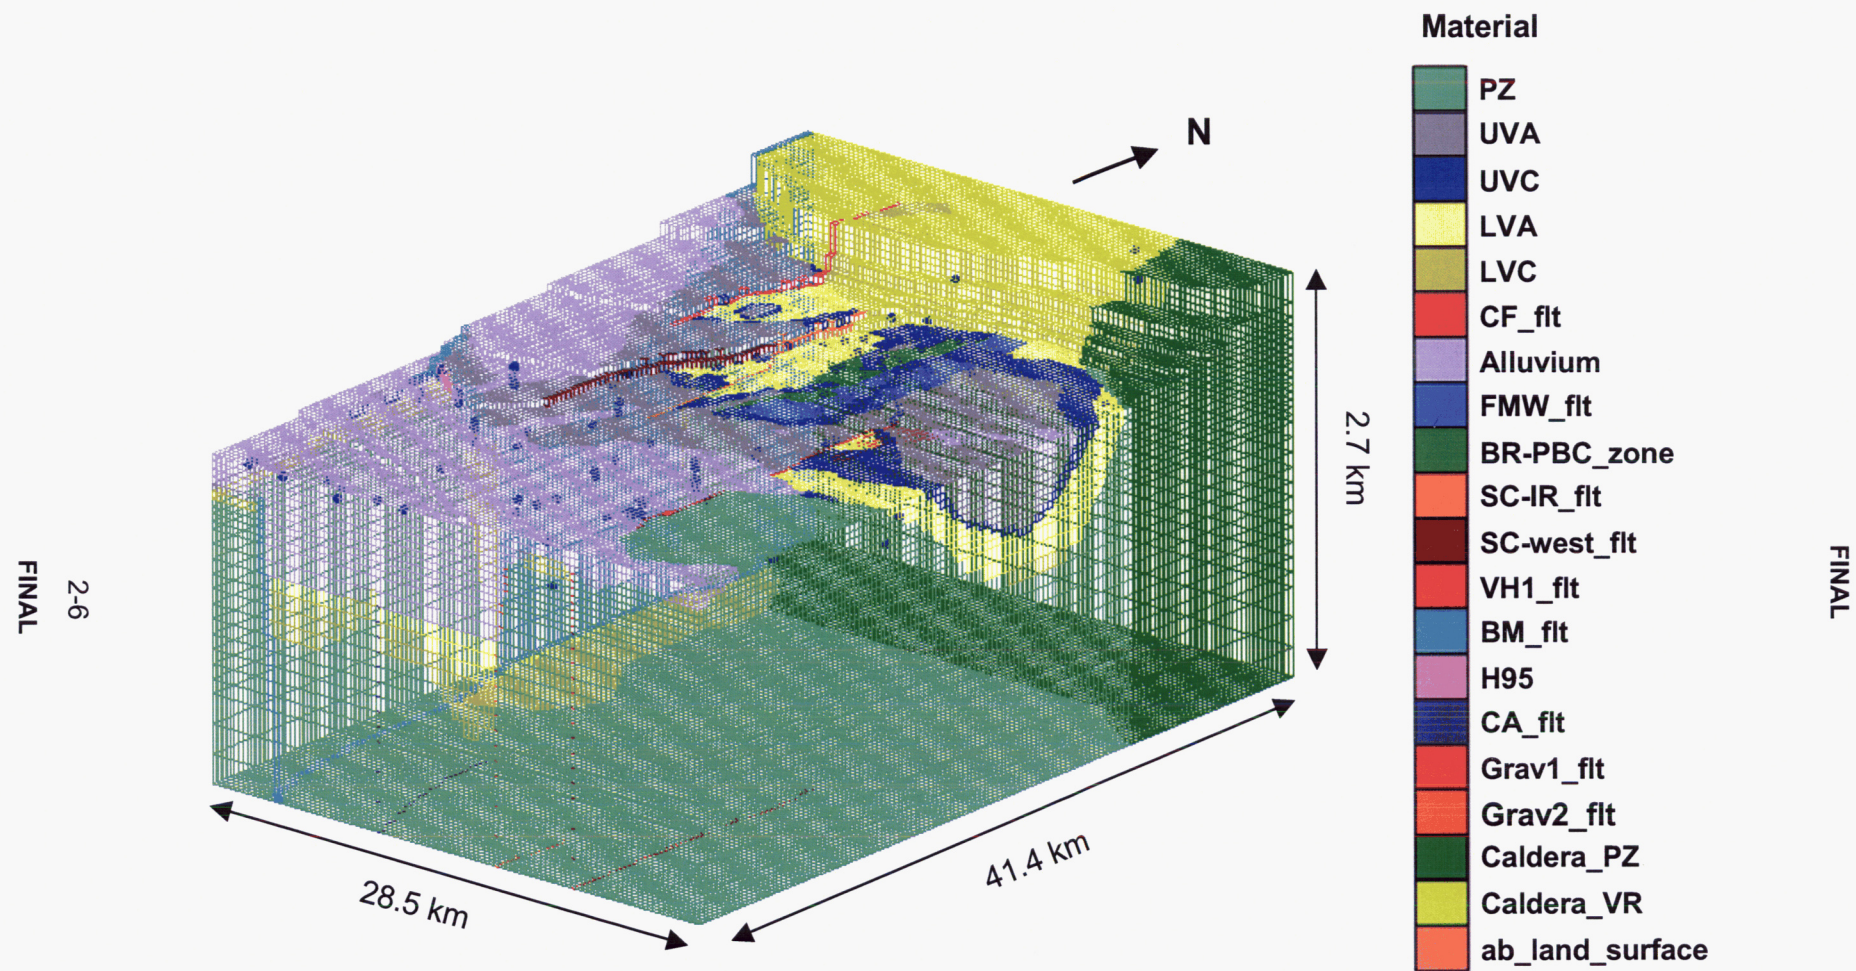 Material
PZ
UVA
UVC
LVA
LVC
CF_flt
Alluvium
FMW_flt
BR-PBC_zone
SC-IR_flt
SC-west_flt
VH1_flt
BM_flt
H95
CA_flt
Grav1_flt
Grav2_flt
Caldera_PZ
Caldera_VR
ab_land_surface
N
2.7 km
41.4 km
28.5 km
2-6
FINAL
FINAL